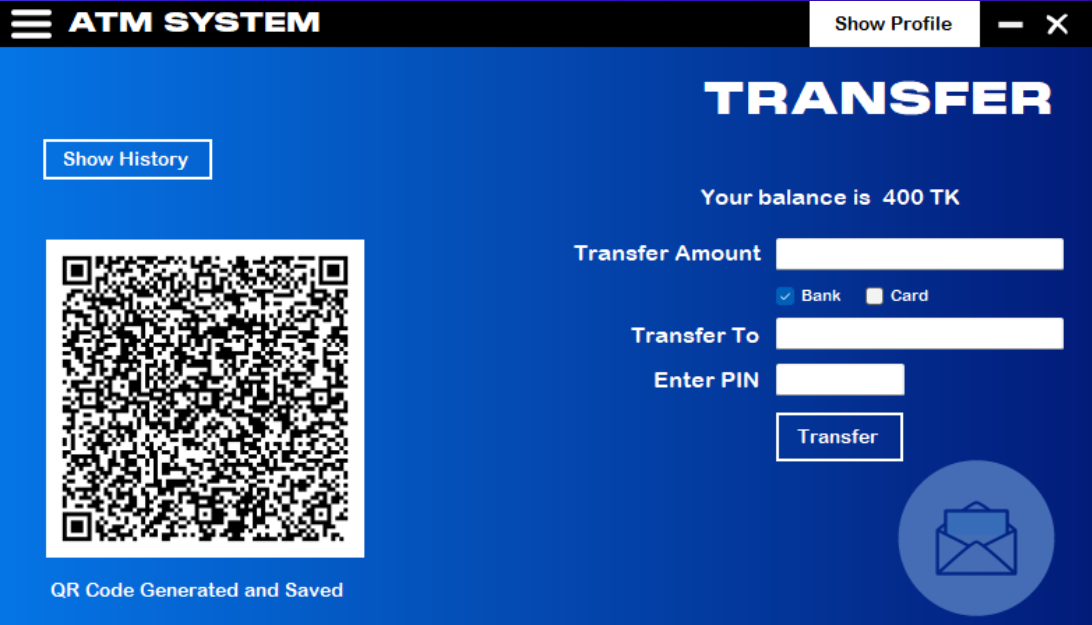 ATM SYSTEM
Show Profile
TRANSFER
Show History
Your balance is 400 TK
Transfer Amount
Bank
Card
Transfer To
Enter PIN
Transfer
QR Code Generated and Saved